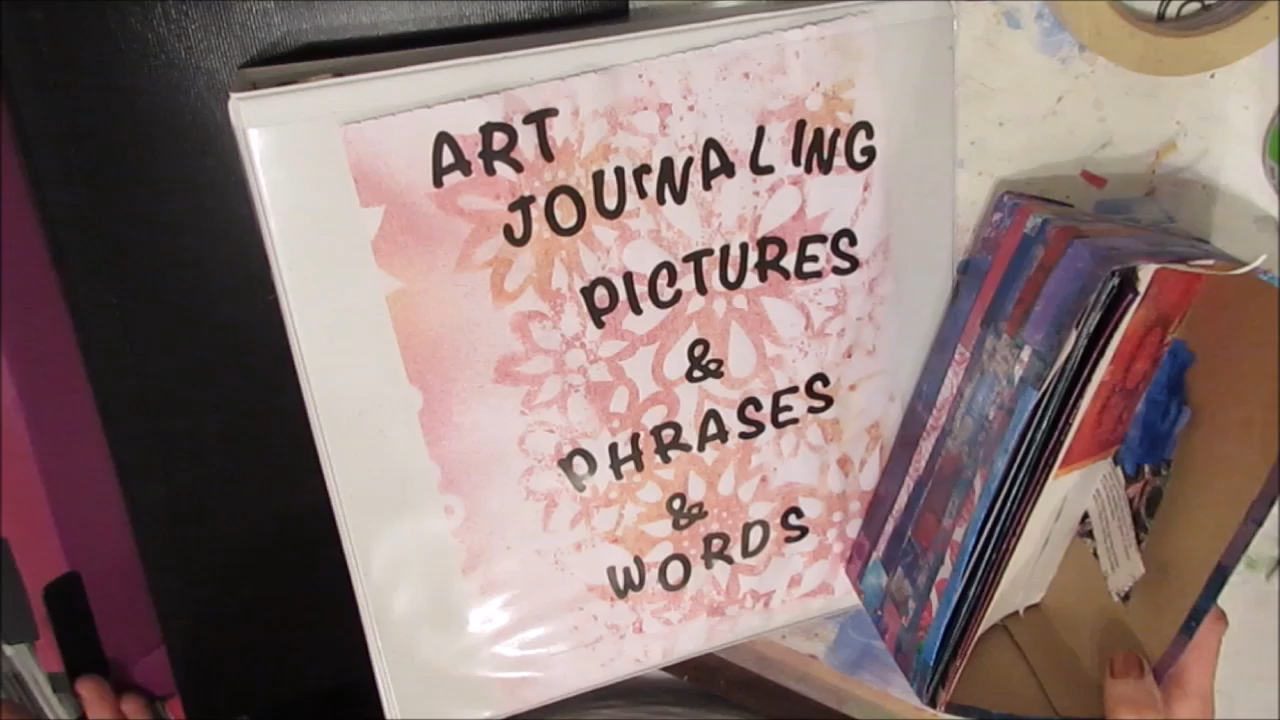 ART
JOUrNALING
PICTURES
&
PHRASES
&
WORDS